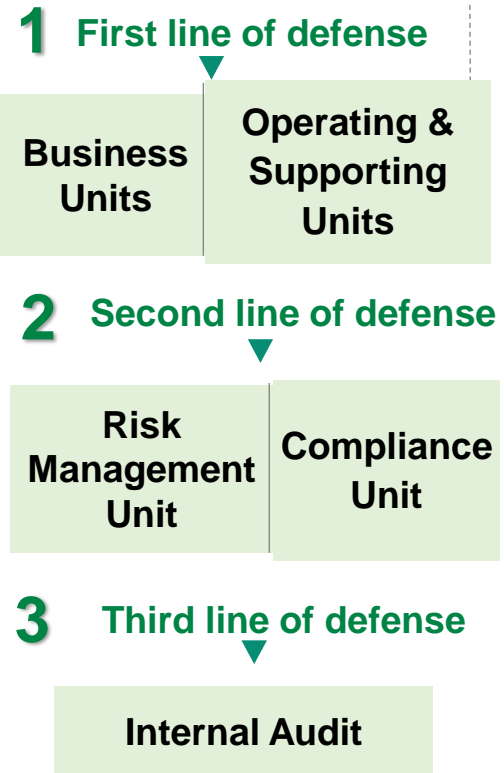 1 First line of defense
Business
Units
Operating &
Supporting
Units
2 Second line of defense
Risk
Management
Unit
Compliance
Unit
3 Third line of defense
Internal Audit